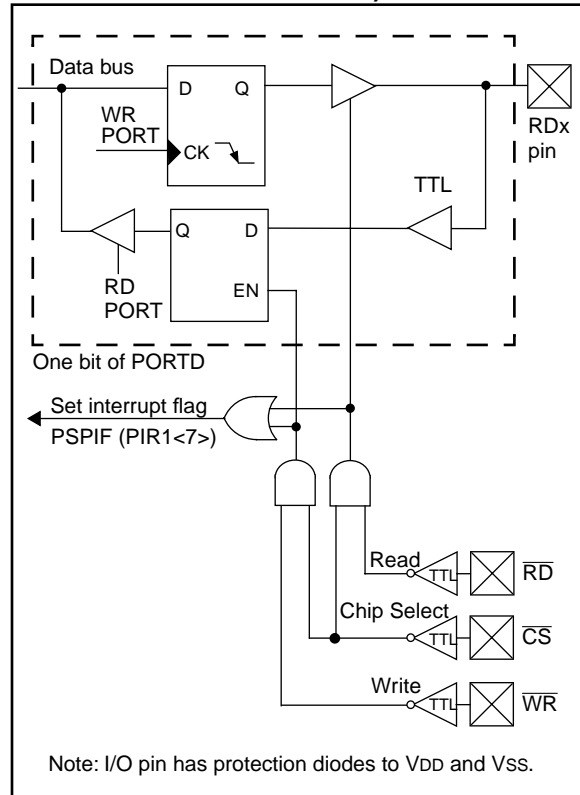 Data bus
D Q
WR
PORT
CK
RDx
pin
TTL
Q D
RD
PORT
EN
One bit of PORTD
Set interrupt flag
PSPIF (PIR1<7>)
Read TTL RD
Chip Select TTL CS
Write TTL WR
Note: I/O pin has protection diodes to VDD and VSS.